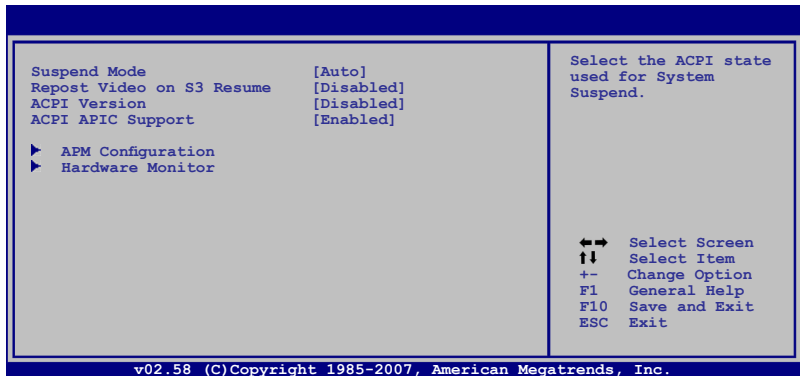 Suspend Mode [Auto]
Repost Video on S3 Resume [Disabled]
ACPI Version [Disabled]
ACPI APIC Support [Enabled]
APM Configuration
Hardware Monitor
Select the ACPI state
used for System
Suspend.
Select Screen
Select Item
+- Change Option
F1 General Help
F10 Save and Exit
ESC Exit
v02.58 (C)Copyright 1985-2007, American Megatrends, Inc.